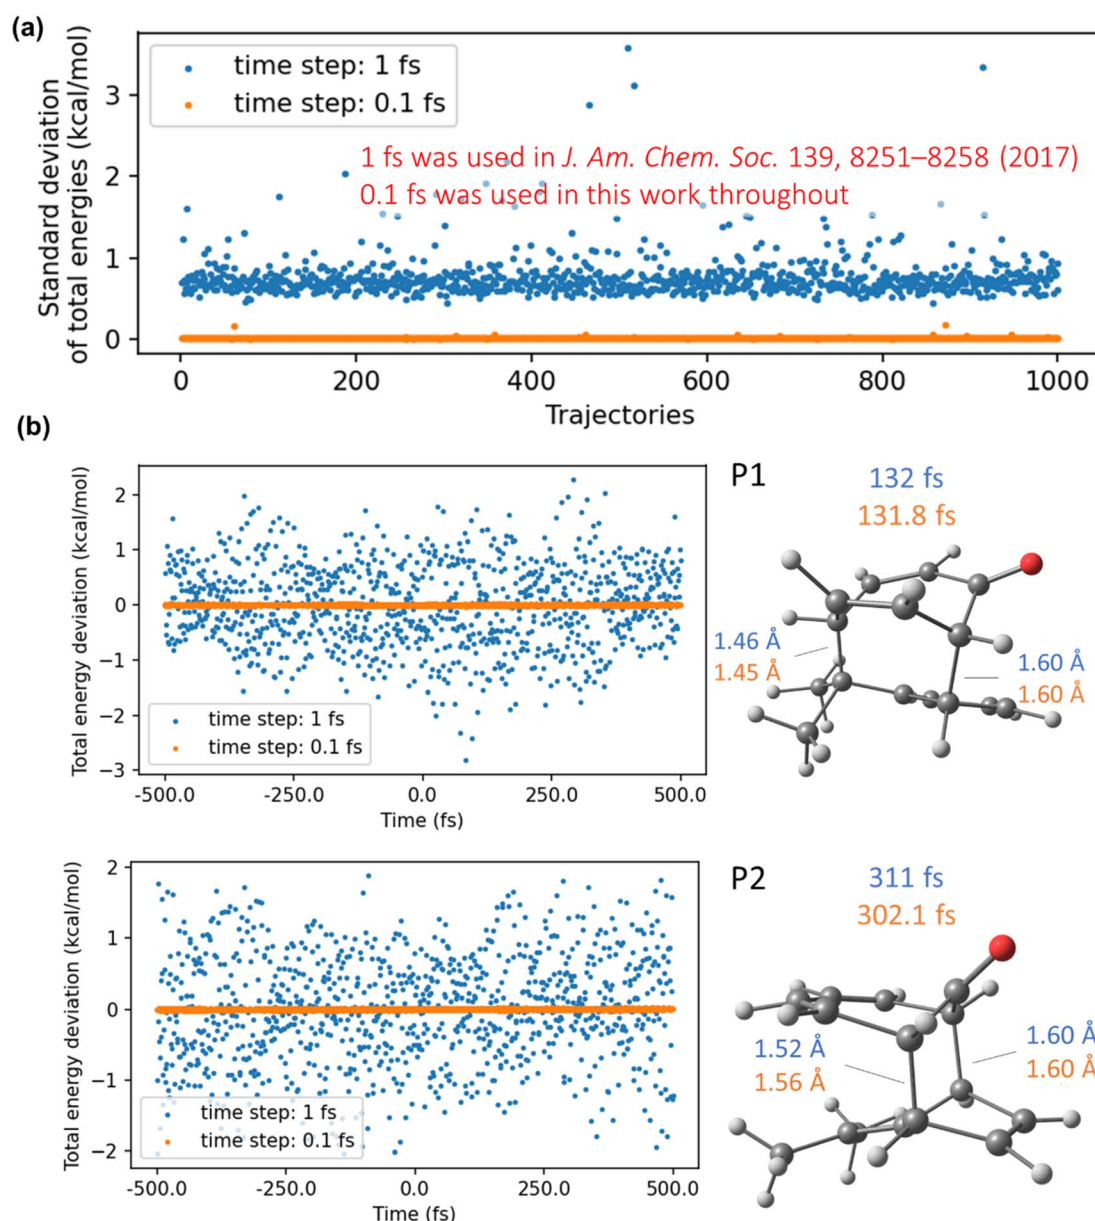 (a)
Standard deviation
of total energies (kcal/mol)
3
2
1
0
time step: 1 fs
time step: 0.1 fs
1 fs was used in J. Am. Chem. Soc. 139, 8251–8258 (2017)
0.1 fs was used in this work throughout
0 200 400 600 800 1000
Trajectories
(b)
Total energy deviation (kcal/mol)
2
1
0
−1
−2
−3
time step: 1 fs
time step: 0.1 fs
-500.0 -250.0 0.0 250.0 500.0
Time (fs)
P1
132 fs
131.8 fs
1.46 Å
1.45 Å
1.60 Å
1.60 Å
Total energy deviation (kcal/mol)
2
1
0
−1
−2
time step: 1 fs
time step: 0.1 fs
-500.0 -250.0 0.0 250.0 500.0
Time (fs)
P2
311 fs
302.1 fs
1.52 Å
1.56 Å
1.60 Å
1.60 Å